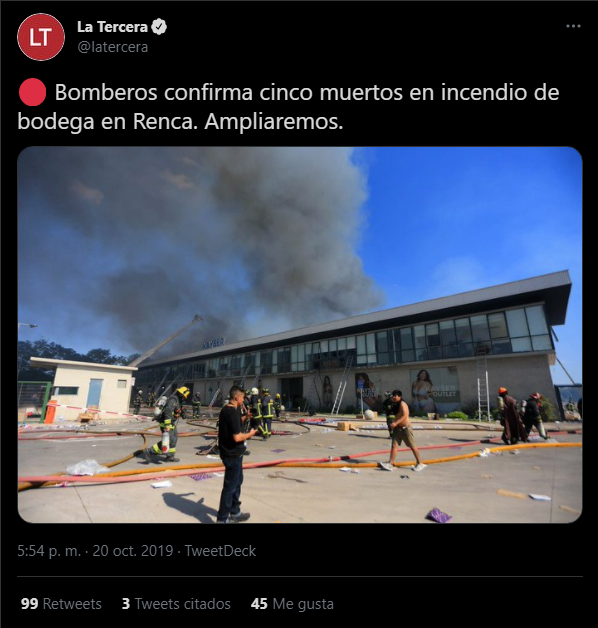 LT
La Tercera
@latercera
Bomberos confirma cinco muertos en incendio de
bodega en Renca. Ampliaremos.
OUTLET
5:54 p. m. · 20 oct. 2019 · TweetDeck
99 Retweets 3 Tweets citados 45 Me gusta